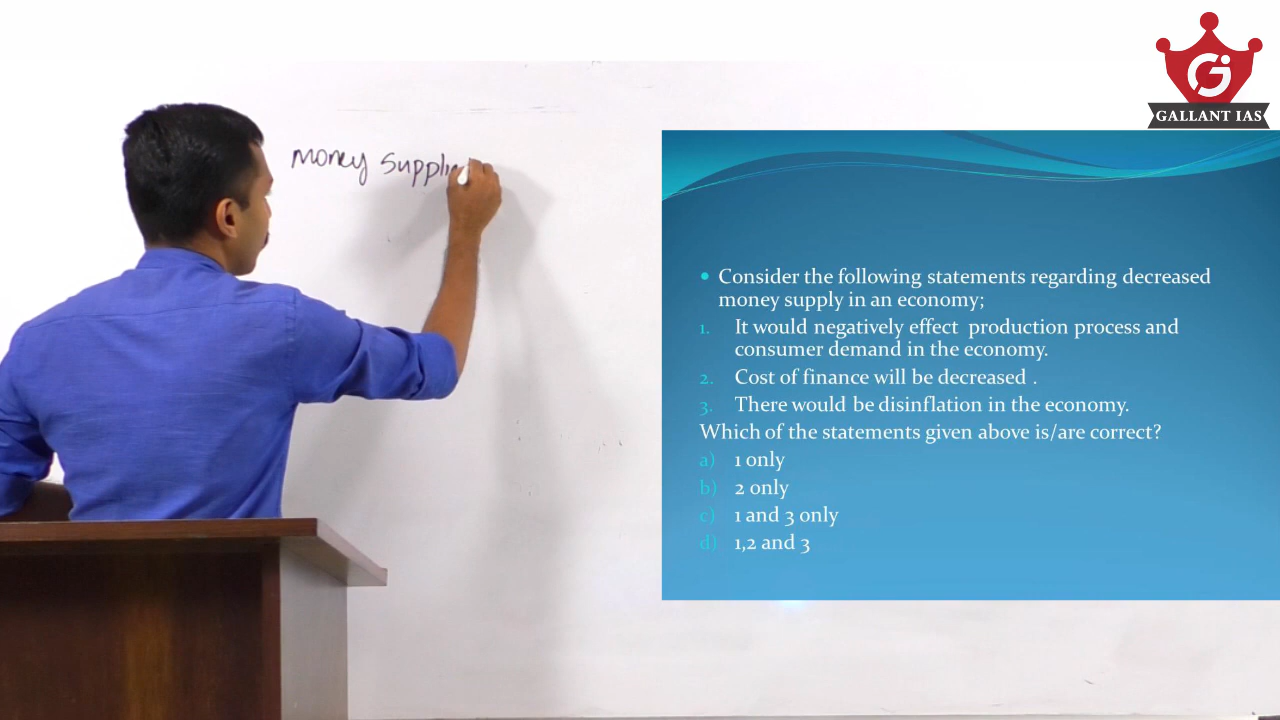 GALLANT IAS
money supply
Consider the following statements regarding decreased
money supply in an economy;
1. It would negatively effect production process and
consumer demand in the economy.
2. Cost of finance will be decreased .
3. There would be disinflation in the economy.
Which of the statements given above is/are correct?
a) 1 only
b) 2 only
c) 1 and 3 only
d) 1,2 and 3